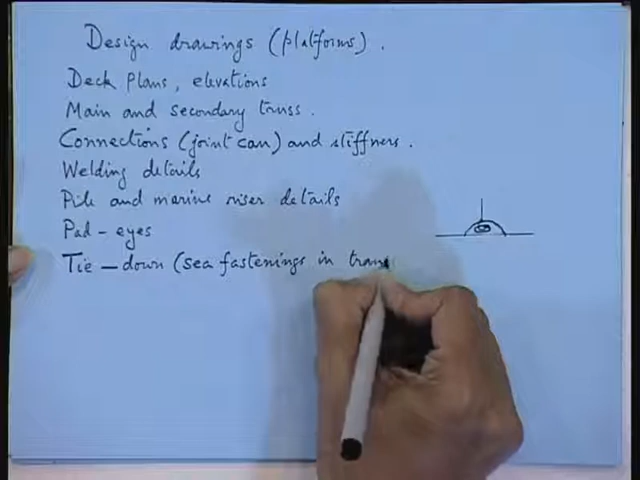 Design drawings (platforms).
Deck Plans, elevations
Main and secondary truss.
Connections (joint can) and stiffners.
Welding details
Pile and marine riser details
Pad-eyes
Tie-down (sea fastenings in trans